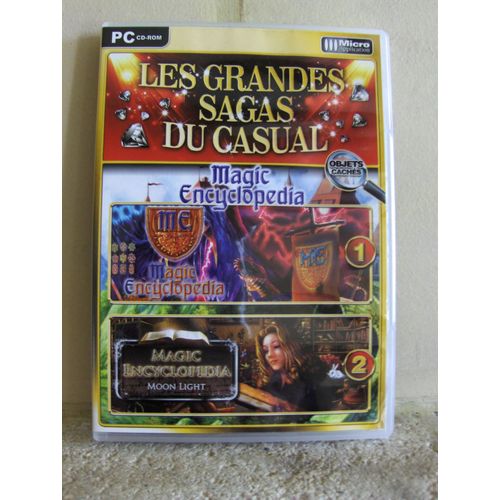 PC CD-ROM
Micro
Application
LES GRANDES
SAGAS
DU CASUAL
OBJETS
CACHÉS
Magic
Encyclopedia
ME
ME
1
Magic
Encyclopedia
MAGIC
ENCYCLOPEDIA
MOON LIGHT
2